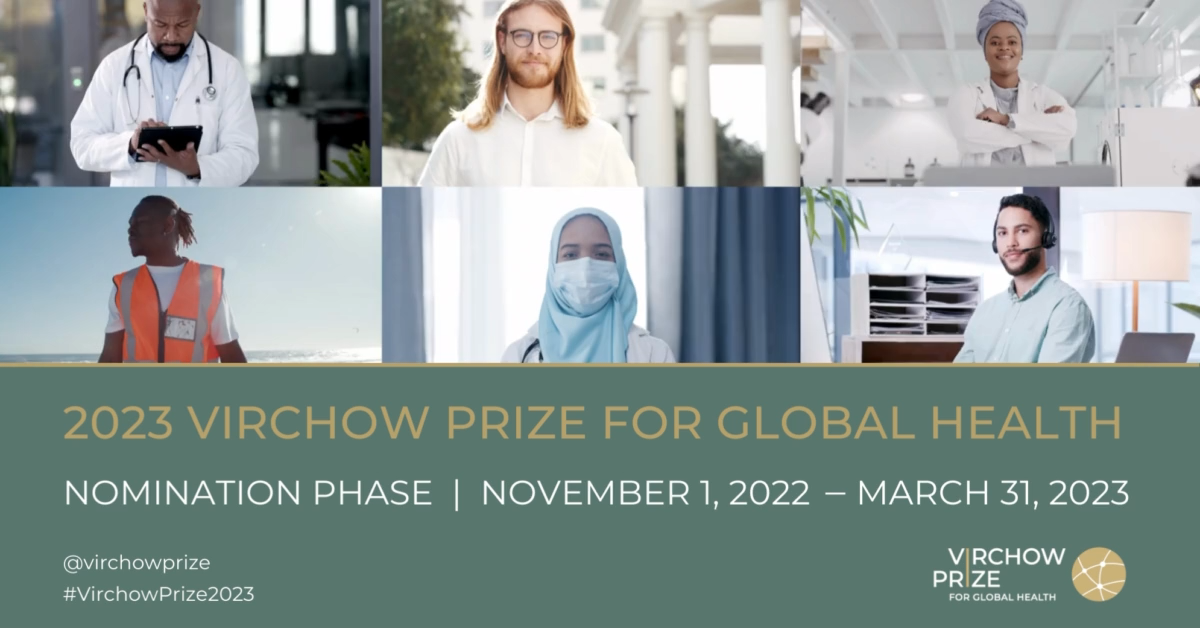 2023 VIRCHOW PRIZE FOR GLOBAL HEALTH
NOMINATION PHASE | NOVEMBER 1, 2022 – MARCH 31, 2023
@virchowprize
#VirchowPrize2023
VIRCHOW
PRIZE
FOR GLOBAL HEALTH